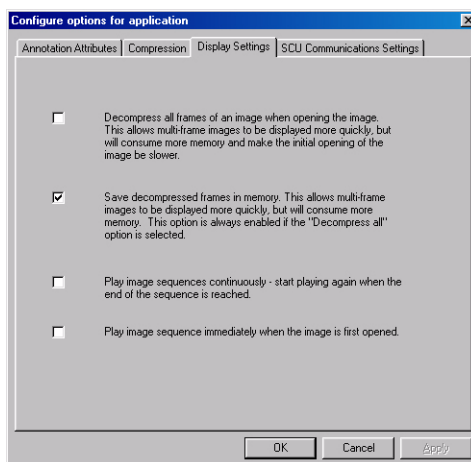 Configure options for application
Annotation Attributes
Compression
Display Settings
SCU Communications Settings
Decompress all frames of an image when opening the image.
This allows multi-frame images to be displayed more quickly, but
will consume more memory and make the initial opening of the
image be slower.
Save decompressed frames in memory. This allows multi-frame
images to be displayed more quickly, but will consume more
memory. This option is always enabled if the "Decompress all"
option is selected.
Play image sequences continuously - start playing again when the
end of the sequence is reached.
Play image sequence immediately when the image is first opened.
OK
Cancel
Apply